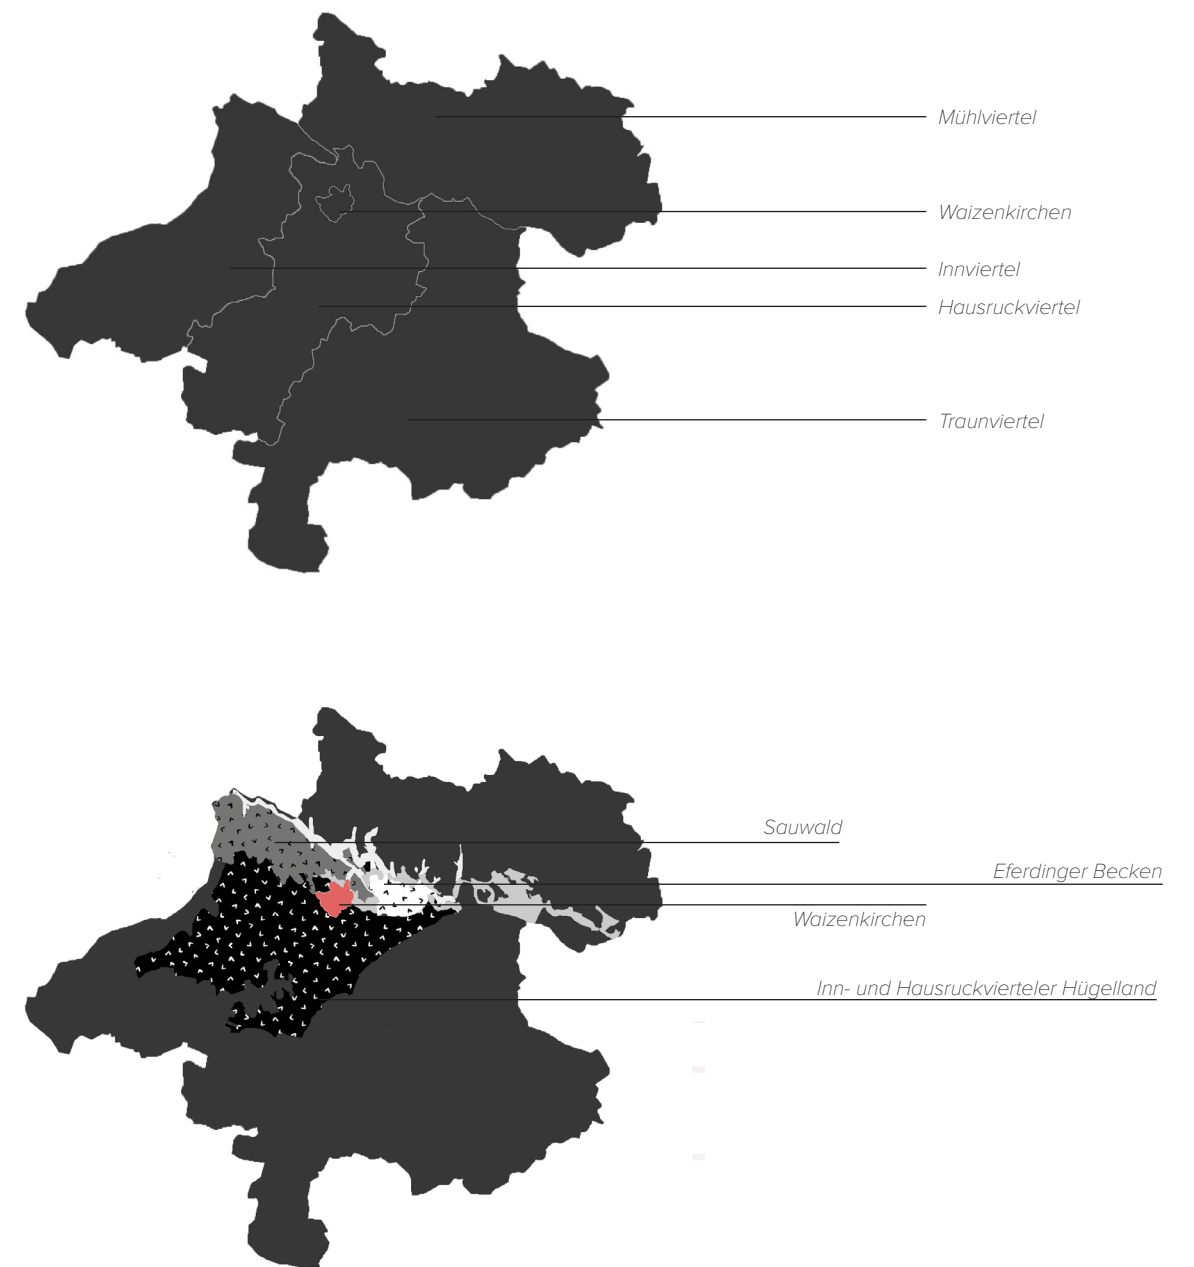 Mühlviertel
Waizenkirchen
Innviertel
Hausruckviertel
Traunviertel
Sauwald
Eferdinger Becken
Waizenkirchen
Inn- und Hausruckvierteler Hügelland